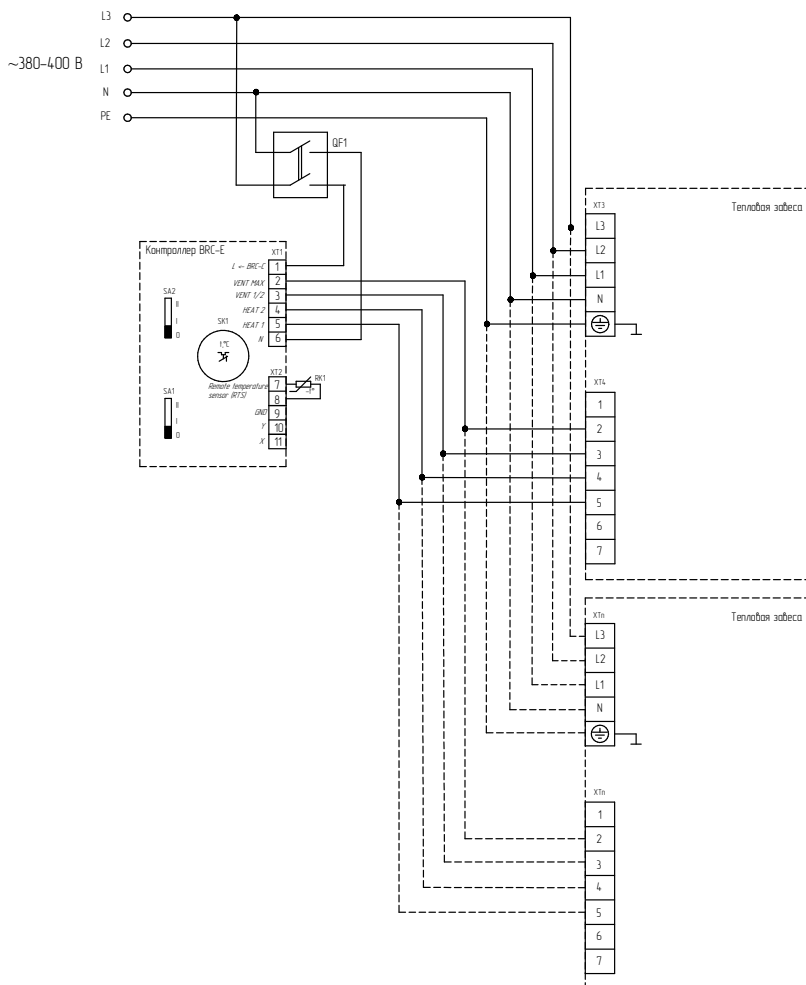 L3
L2
~380-400 В
L1
N
PE
QF1
XT3
Тепловая завеса
L3
L2
L1
N
Контроллер BRC-E
XT1
L ← BRC-C 1
VENT MAX 2
VENT 1/2 3
HEAT 2 4
HEAT 1 5
N 6
SA2
II
I
0
SK1
t,°C
XT2
7
RK1
-t°
Remote temperature
sensor (RTS)
8
GND 9
Y 10
X 11
SA1
II
I
0
XT4
1
2
3
4
5
6
7
XTn
Тепловая завеса
L3
L2
L1
N
XTn
1
2
3
4
5
6
7